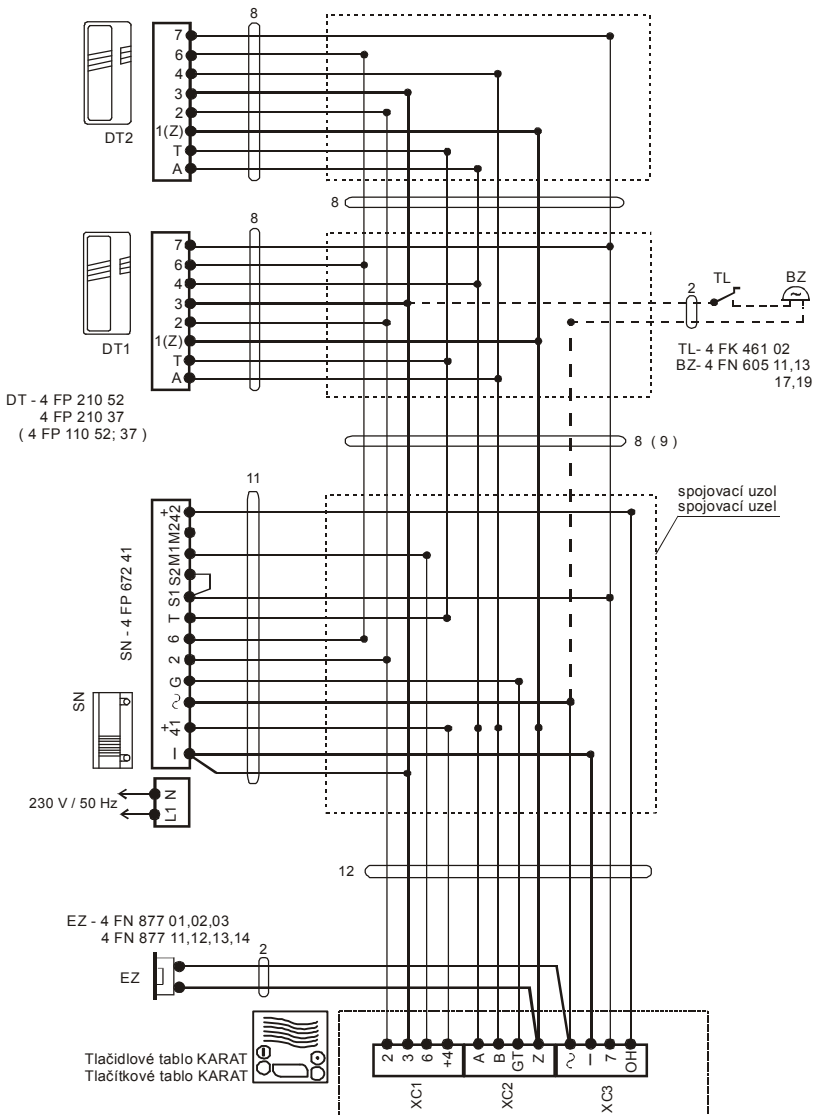 8
7
6
4
3
2
1(Z)
T
A
DT2
8
8
7
6
4
3
2
1(Z)
T
A
DT1
2
TL
BZ
TL- 4 FK 461 02
BZ- 4 FN 605 11,13
17,19
DT - 4 FP 210 52
4 FP 210 37
( 4 FP 110 52; 37 )
8 ( 9 )
11
spojovací uzol
spojovací uzel
SN - 4 FP 672 41
+
42
M2
M1
S2
S1
T
6
2
G
~
+
41
–
SN
230 V / 50 Hz
L1 N
12
EZ - 4 FN 877 01,02,03
4 FN 877 11,12,13,14
2
EZ
Tlačidlové tablo KARAT
Tlačítkové tablo KARAT
2
3
6
+4
A
B
GT
Z
~
–
7
OH
XC1
XC2
XC3